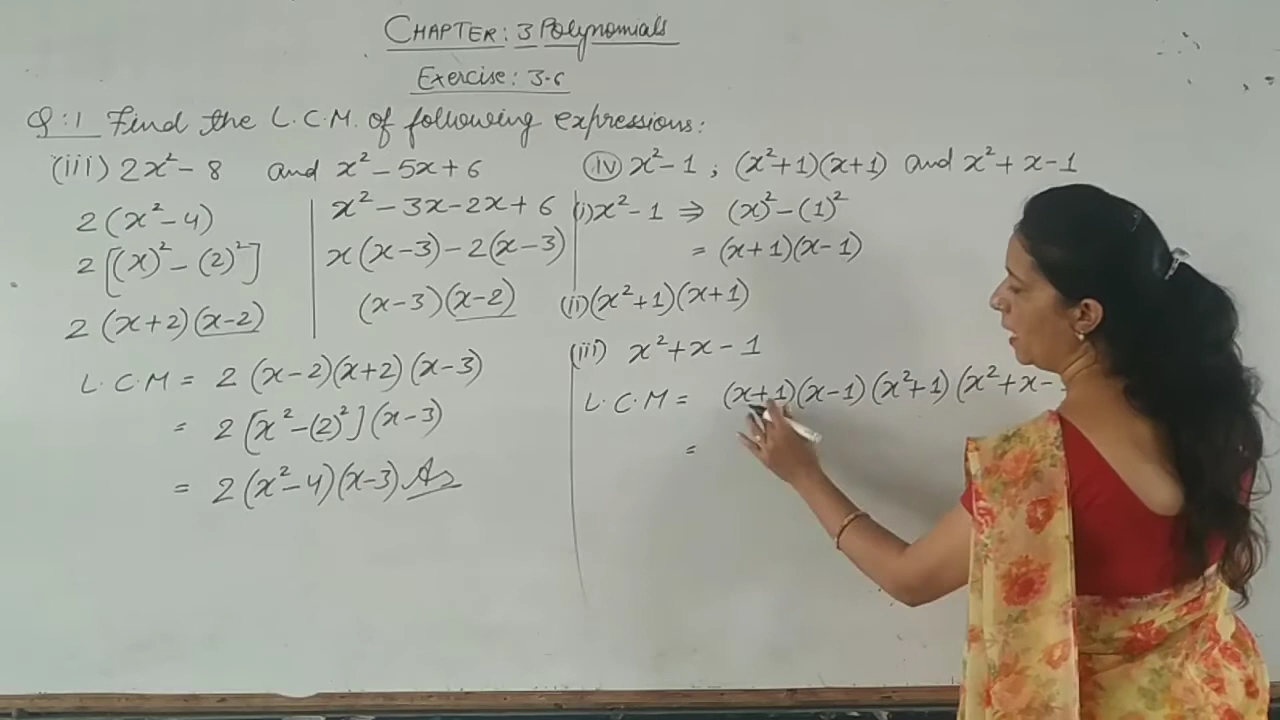 CHAPTER: 3 Polynomials
Exercise: 3.6
Q:1 Find the L.C.M. of following expressions:
(iii) 2x² - 8 and x² - 5x + 6
2(x² - 4)
2[(x)² - (2)²]
2(x+2)(x-2)
x² - 3x - 2x + 6
x(x-3) - 2(x-3)
(x-3)(x-2)
L.C.M = 2(x-2)(x+2)(x-3)
= 2[x² - (2)²](x-3)
= 2(x² - 4)(x-3) As
(iv) x² - 1 ; (x²+1)(x+1) and x² + x - 1
(i) x² - 1 ⇒ (x)² - (1)²
= (x+1)(x-1)
(ii) (x²+1)(x+1)
(iii) x² + x - 1
L.C.M = (x+1)(x-1)(x²+1)(x²+x-
=